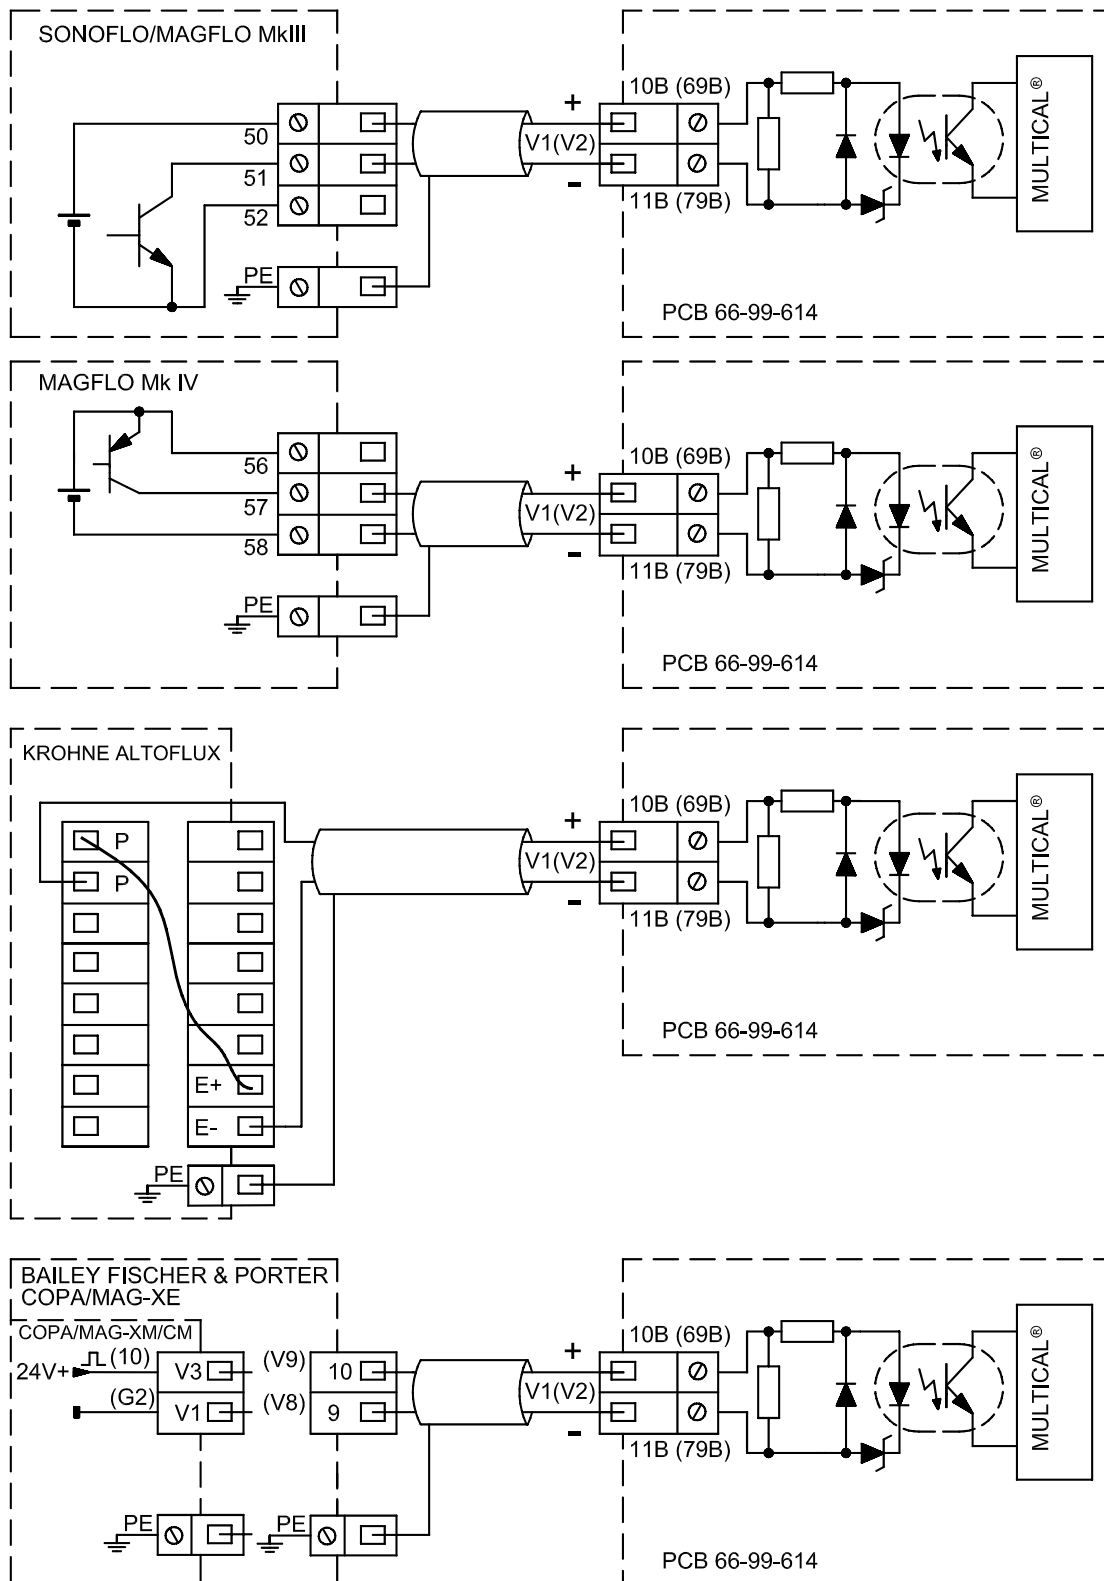 SONOFLO/MAGFLO MkIII
50
51
52
PE
+
V1(V2)
-
10B (69B)
11B (79B)
MULTICAL®
PCB 66-99-614
MAGFLO Mk IV
56
57
58
PE
+
V1(V2)
-
10B (69B)
11B (79B)
MULTICAL®
PCB 66-99-614
KROHNE ALTOFLUX
P
P
E+
E-
PE
+
V1(V2)
-
10B (69B)
11B (79B)
MULTICAL®
PCB 66-99-614
BAILEY FISCHER & PORTER
COPA/MAG-XE
COPA/MAG-XM/CM
24V+
(10)
V3
(V9)
10
(G2)
V1
(V8)
9
PE
PE
+
V1(V2)
-
10B (69B)
11B (79B)
MULTICAL®
PCB 66-99-614